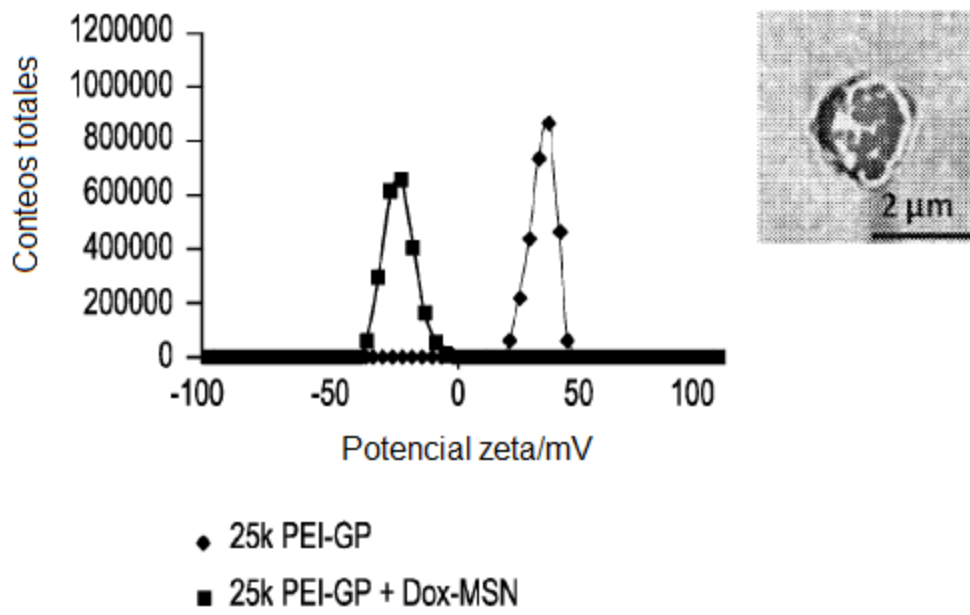 Conteos totales
1200000
1000000
800000
600000
400000
200000
0
-100 -50 0 50 100
Potencial zeta/mV
25k PEI-GP
25k PEI-GP + Dox-MSN
2 µm